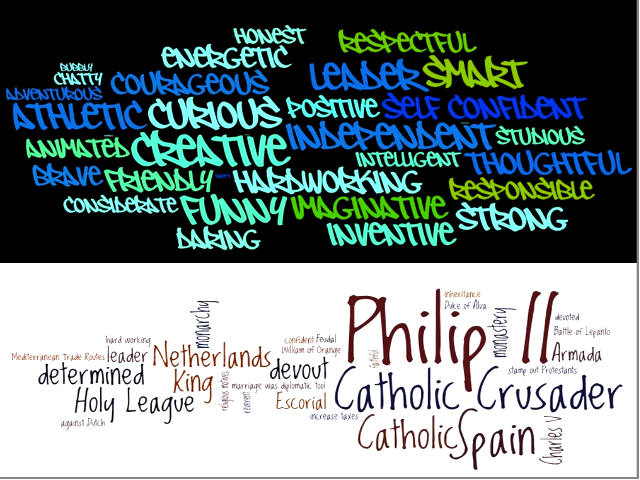 HONEST
RESPECTFUL
ENERGETIC
BUBBLY
CHATTY
COURAGEOUS
LEADER
SMART
ADVENTUROUS
ATHLETIC
CURIOUS
POSITIVE
SELF CONFIDENT
ANIMATED
CREATIVE
INDEPENDENT
STUDIOUS
INTELLIGENT
THOUGHTFUL
BRAVE
FRIENDLY
HARDWORKING
RESPONSIBLE
CONSIDERATE
FUNNY
IMAGINATIVE
STRONG
DARING
INVENTIVE
inheritance
Duke of Alva
Philip II
monarchy
monastery
devoted
Battle of Lepanto
hard working
confident
Feudal
William of Orange
Mediterranean Trade Routes
leader
Netherlands
Armada
determined
King
devout
stamp out Protestants
marriage was diplomatic tool
Catholic Crusader
Holy League
religious motives
reverent
Escorial
increase taxes
against Dutch
Catholic
Spain
Charles V